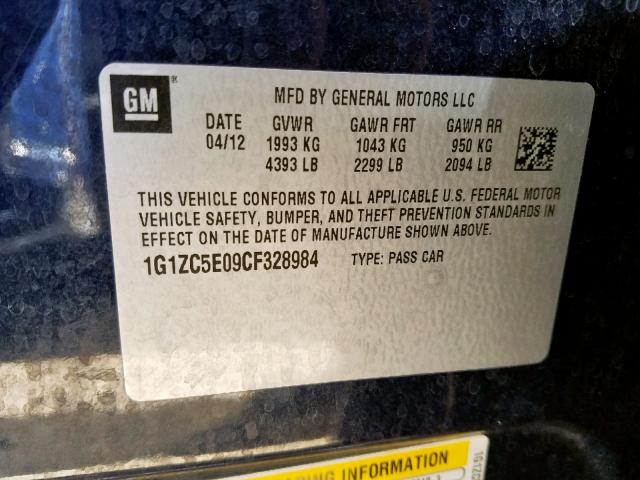 GM®
MFD BY GENERAL MOTORS LLC
DATE GVWR GAWR FRT GAWR RR
04/12 1993 KG 1043 KG 950 KG
4393 LB 2299 LB 2094 LB
THIS VEHICLE CONFORMS TO ALL APPLICABLE U.S. FEDERAL MOTOR
VEHICLE SAFETY, BUMPER, AND THEFT PREVENTION STANDARDS IN
EFFECT ON THE DATE OF MANUFACTURE SHOWN ABOVE.
1G1ZC5E09CF328984 TYPE: PASS CAR
INFORMATION